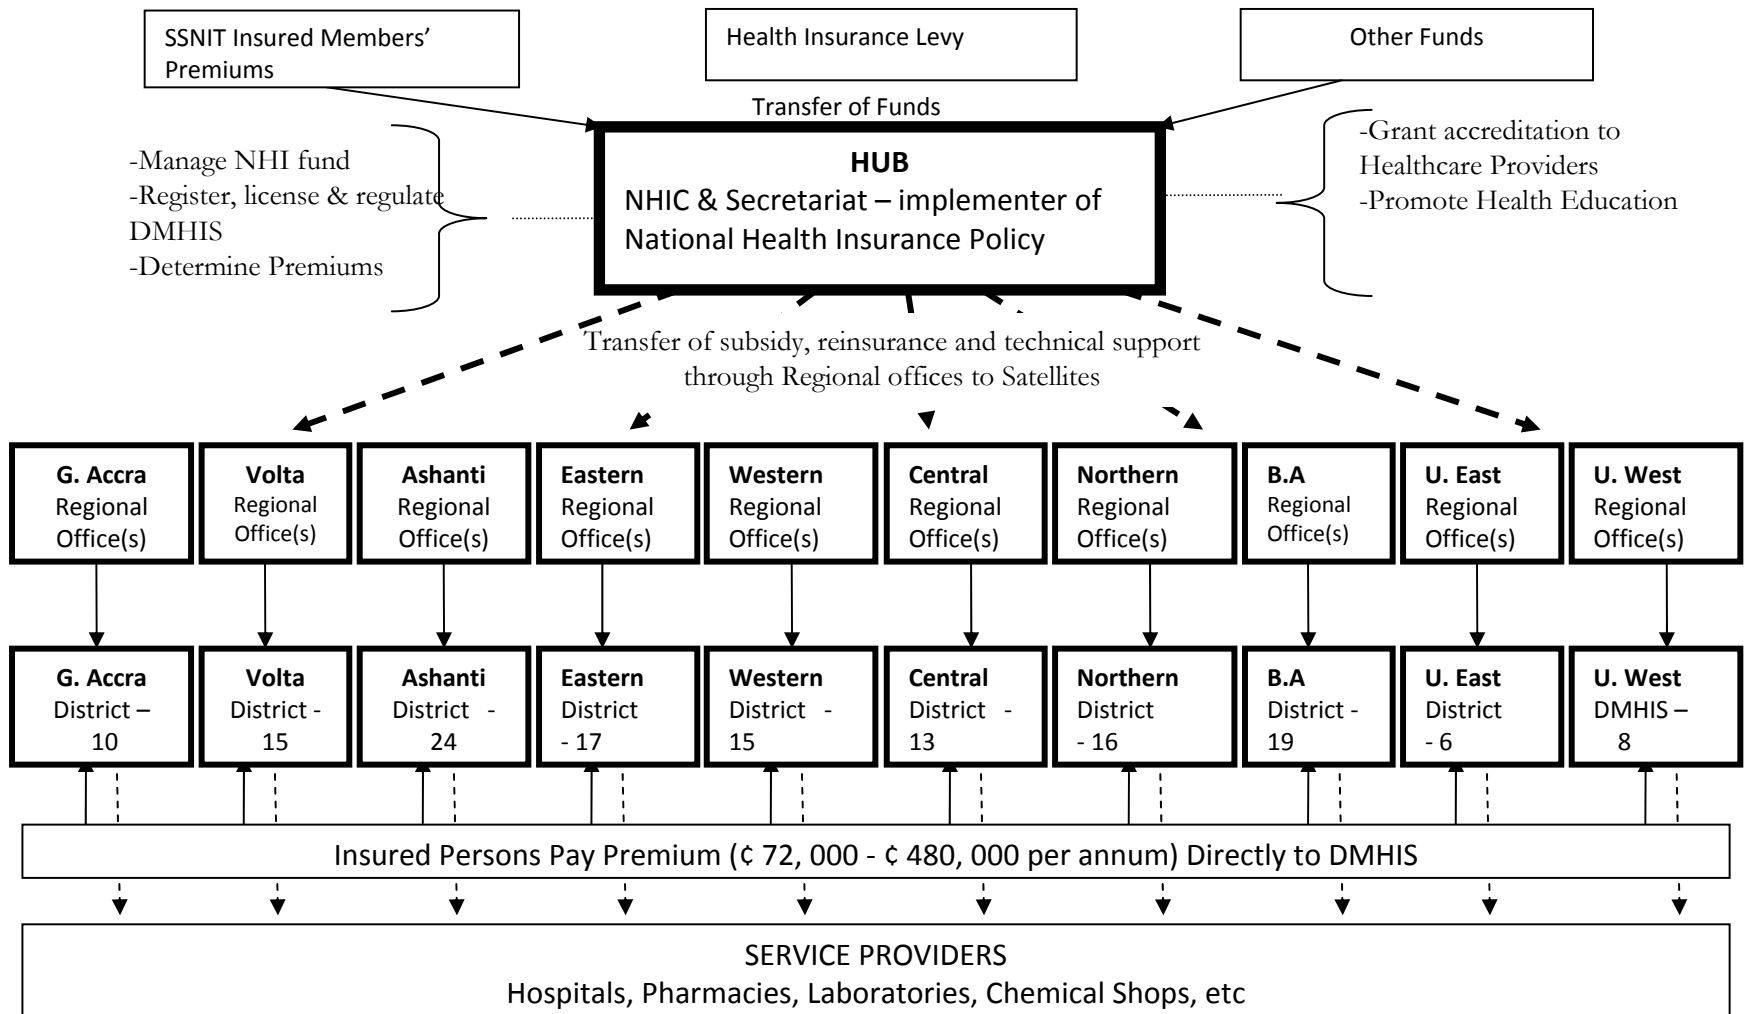 SSNIT Insured Members’
Premiums
Health Insurance Levy
Other Funds
Transfer of Funds
-Manage NHI fund
-Register, license & regulate
DMHIS
-Determine Premiums
HUB
NHIC & Secretariat – implementer of
National Health Insurance Policy
-Grant accreditation to
Healthcare Providers
-Promote Health Education
Transfer of subsidy, reinsurance and technical support
through Regional offices to Satellites
G. Accra
Regional
Office(s)
Volta
Regional
Office(s)
Ashanti
Regional
Office(s)
Eastern
Regional
Office(s)
Western
Regional
Office(s)
Central
Regional
Office(s)
Northern
Regional
Office(s)
B.A
Regional
Office(s)
U. East
Regional
Office(s)
U. West
Regional
Office(s)
G. Accra
District –
10
Volta
District -
15
Ashanti
District -
24
Eastern
District
- 17
Western
District -
15
Central
District -
13
Northern
District
- 16
B.A
District -
19
U. East
District
- 6
U. West
DMHIS –
8
Insured Persons Pay Premium (¢ 72, 000 - ¢ 480, 000 per annum) Directly to DMHIS
SERVICE PROVIDERS
Hospitals, Pharmacies, Laboratories, Chemical Shops, etc